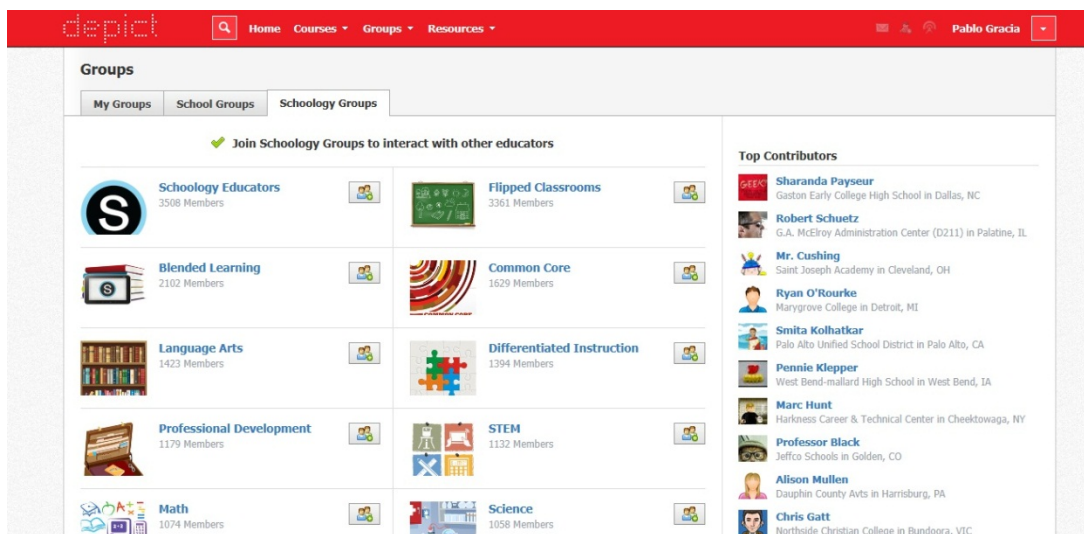 depict
Home Courses Groups Resources
Pablo Gracia
Groups
My Groups School Groups Schoology Groups
Join Schoology Groups to interact with other educators
Schoology Educators
3508 Members
Flipped Classrooms
3361 Members
Blended Learning
2102 Members
Common Core
1629 Members
COMMON CORE
Language Arts
1423 Members
Differentiated Instruction
1394 Members
Professional Development
1179 Members
STEM
1132 Members
Math
1074 Members
Science
1058 Members
Top Contributors
Sharanda Payseur
Gaston Early College High School in Dallas, NC
Robert Schuetz
G.A. McElroy Administration Center (D211) in Palatine, IL
Mr. Cushing
Saint Joseph Academy in Cleveland, OH
Ryan O'Rourke
Marygrove College in Detroit, MI
Smita Kolhatkar
Palo Alto Unified School District in Palo Alto, CA
Pennie Klepper
West Bend-mallard High School in West Bend, IA
Marc Hunt
Harkness Career & Technical Center in Cheektowaga, NY
Professor Black
Jeffco Schools in Golden, CO
Alison Mullen
Dauphin County Avts in Harrisburg, PA
Chris Gatt
Northside Christian College in Bundoora, VIC